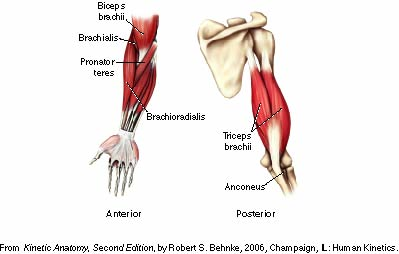 Biceps
brachii
Brachialis
Pronator
teres
Brachioradialis
Triceps
brachii
Anconeus
Anterior
Posterior
From Kinetic Anatomy, Second Edition, by Robert S. Behnke, 2006, Champaign, IL: Human Kinetics.